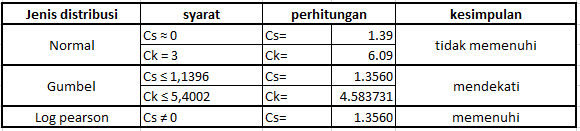 Jenis distribusi syarat perhitungan kesimpulan
Normal Cs ≈ 0 Cs= 1.39 tidak memenuhi
Ck = 3 Ck= 6.09
Gumbel Cs ≤ 1,1396 Cs= 1.3560 mendekati
Ck ≤ 5,4002 Ck= 4.583731
Log pearson Cs ≠ 0 Cs= 1.3560 memenuhi